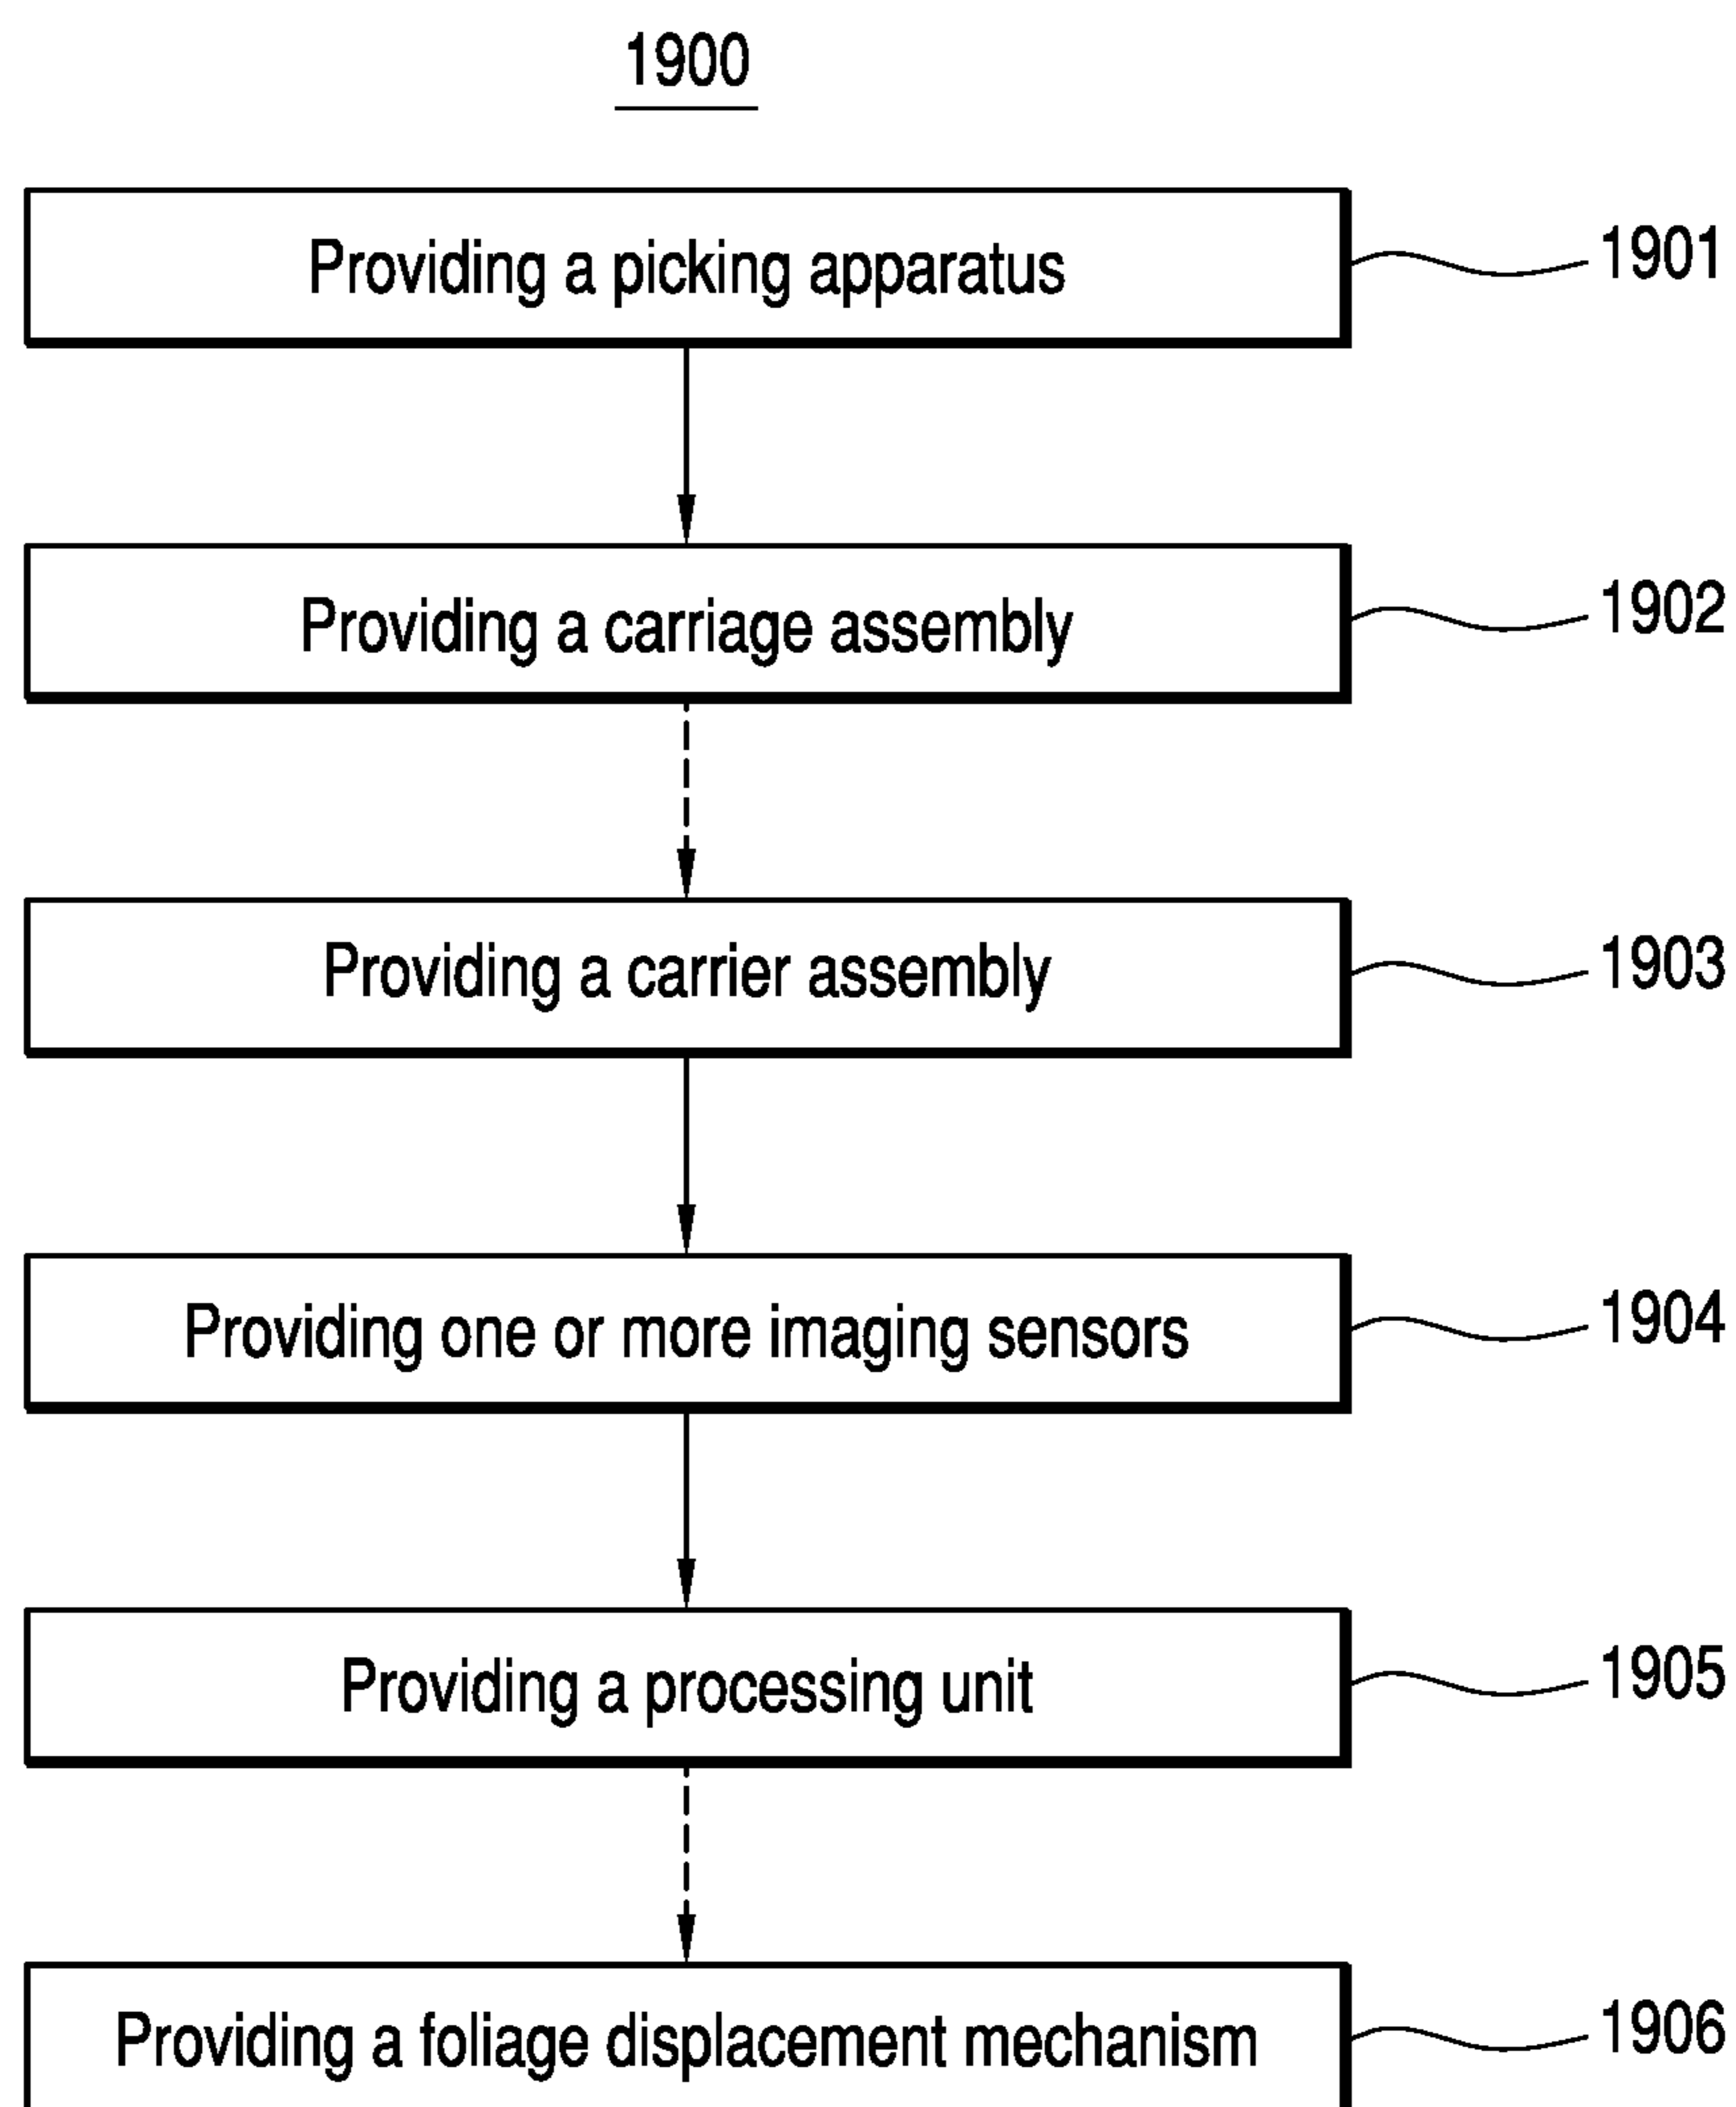 1900
Providing a picking apparatus 1901
Providing a carriage assembly 1902
Providing a carrier assembly 1903
Providing one or more imaging sensors 1904
Providing a processing unit 1905
Providing a foliage displacement mechanism 1906